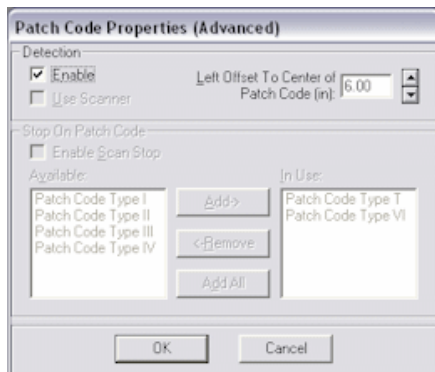 Patch Code Properties (Advanced)
Detection
Enable
Use Scanner
Left Offset To Center of
Patch Code (in):
6.00
Stop On Patch Code
Enable Scan Stop
Available:
Patch Code Type I
Patch Code Type II
Patch Code Type III
Patch Code Type IV
Add->
<-Remove
Add All
In Use:
Patch Code Type T
Patch Code Type VI
OK
Cancel